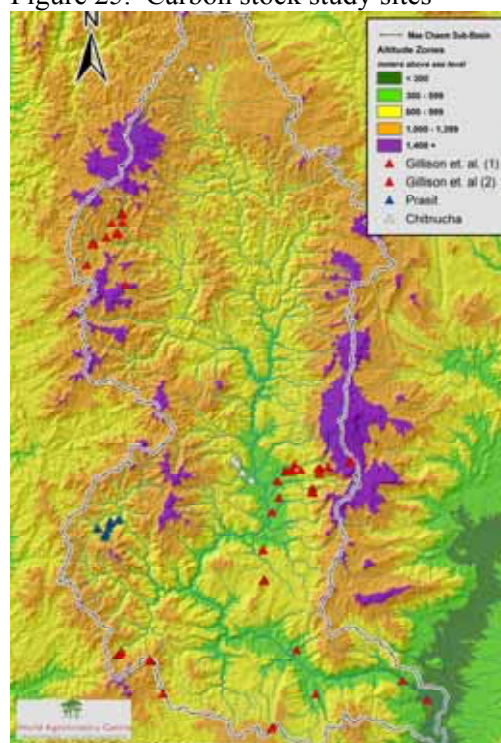 Figure 25. Carbon stock study sites
N
Mae Chaem Sub-Basin
Altitude Zones
meters above sea level
< 300
300 - 599
600 - 999
1,000 - 1,399
1,400 +
Gillison et. al. (1)
Gillison et. al (2)
Prasit
Chitnucha
World Agroforestry Centre